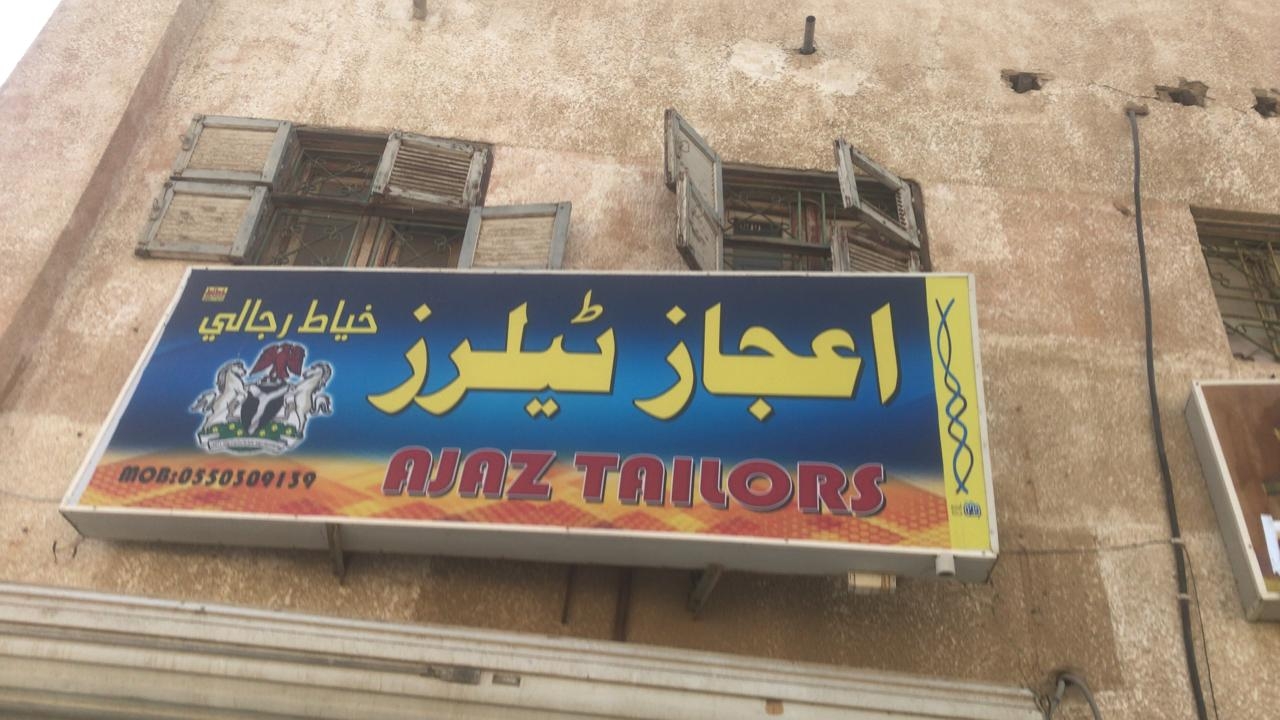 خياط رجالي
اعجاز ٹیلرز
AJAZ TAILORS
MOB:0550309139